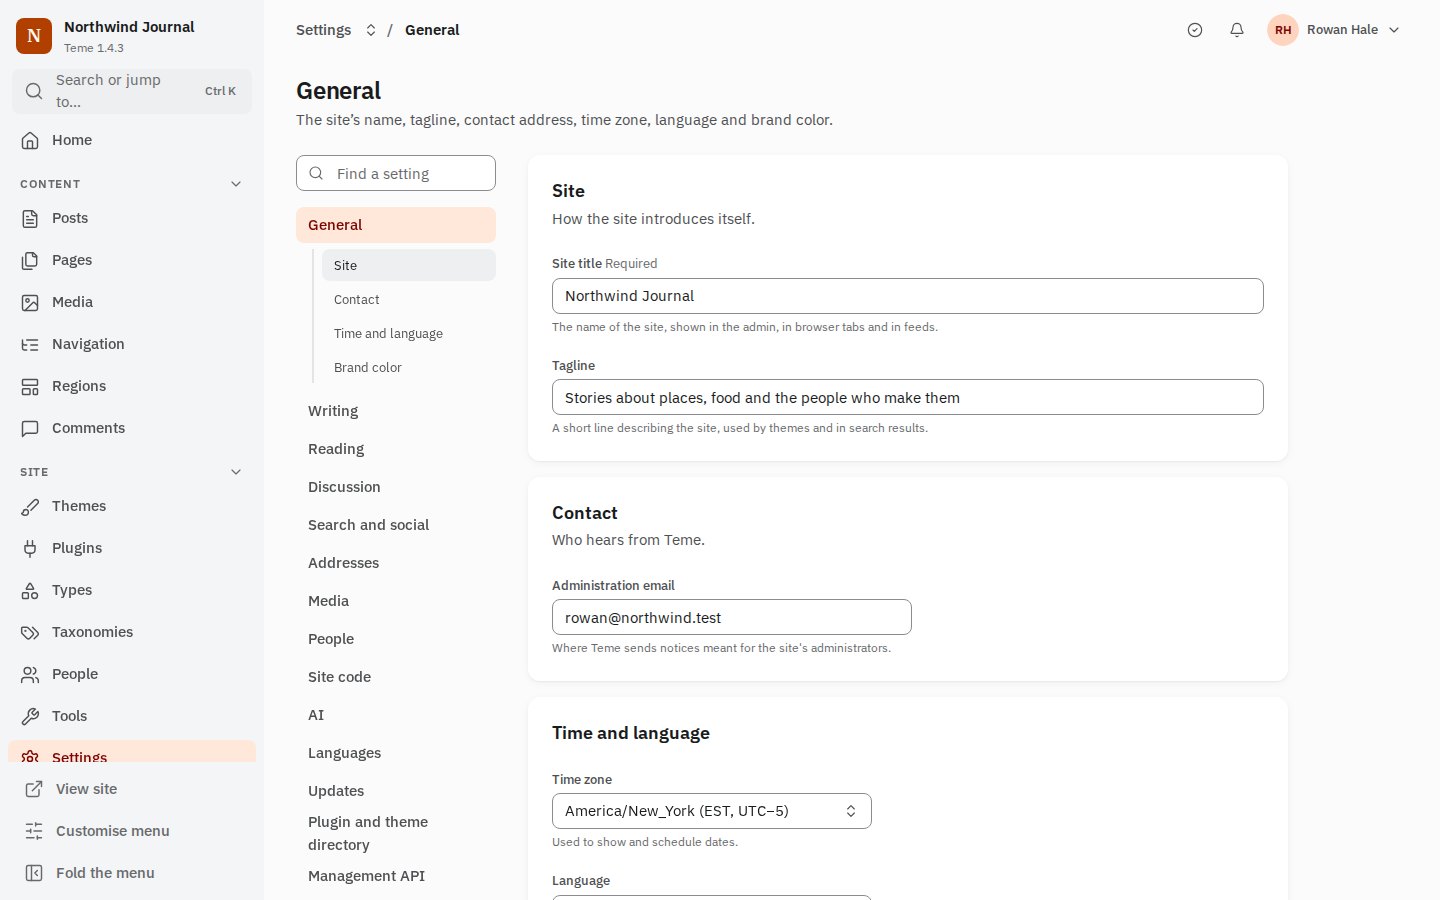 Northwind Journal
Teme 1.4.3
Search or jump
to...
Ctrl K
Home
CONTENT
Posts
Pages
Media
Navigation
Regions
Comments
SITE
Themes
Plugins
Types
Taxonomies
People
Tools
Settings
View site
Customise menu
Fold the menu
Settings / General
RH
Rowan Hale
General
The site’s name, tagline, contact address, time zone, language and brand color.
Find a setting
General
Site
Contact
Time and language
Brand color
Writing
Reading
Discussion
Search and social
Addresses
Media
People
Site code
AI
Languages
Updates
Plugin and theme
directory
Management API
Site
How the site introduces itself.
Site title Required
Northwind Journal
The name of the site, shown in the admin, in browser tabs and in feeds.
Tagline
Stories about places, food and the people who make them
A short line describing the site, used by themes and in search results.
Contact
Who hears from Teme.
Administration email
rowan@northwind.test
Where Teme sends notices meant for the site's administrators.
Time and language
Time zone
America/New_York (EST, UTC−5)
Used to show and schedule dates.
Language
N